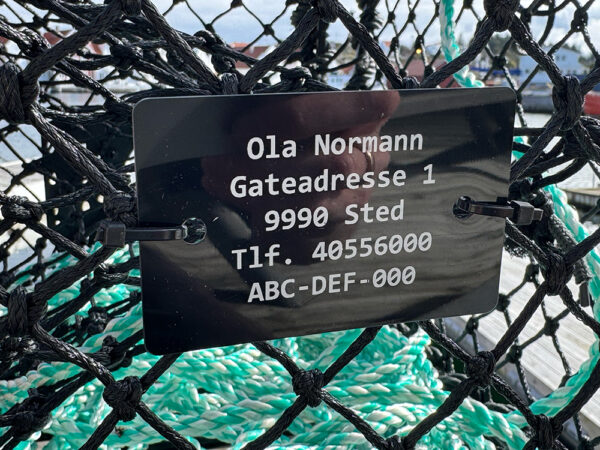 Ola Normann
Gateadresse 1
9990 Sted
Tlf. 40556000
ABC-DEF-000